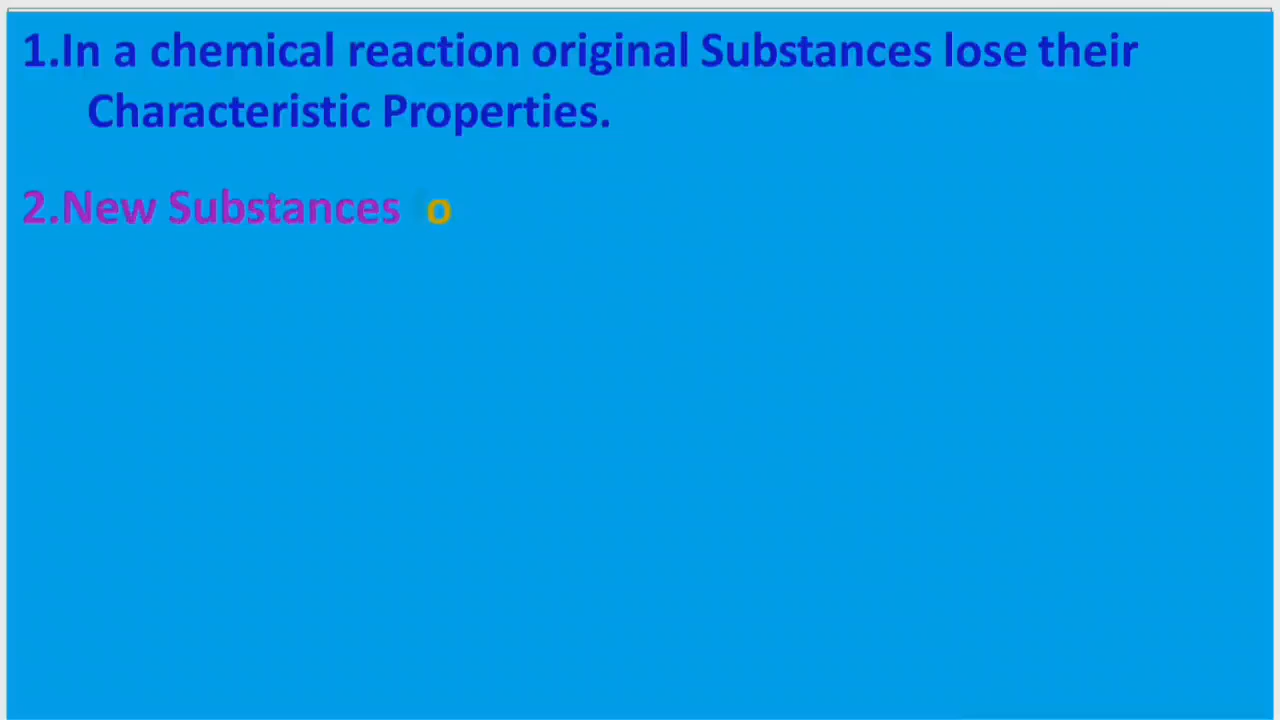 1.In a chemical reaction original Substances lose their
Characteristic Properties.
2.New Substances